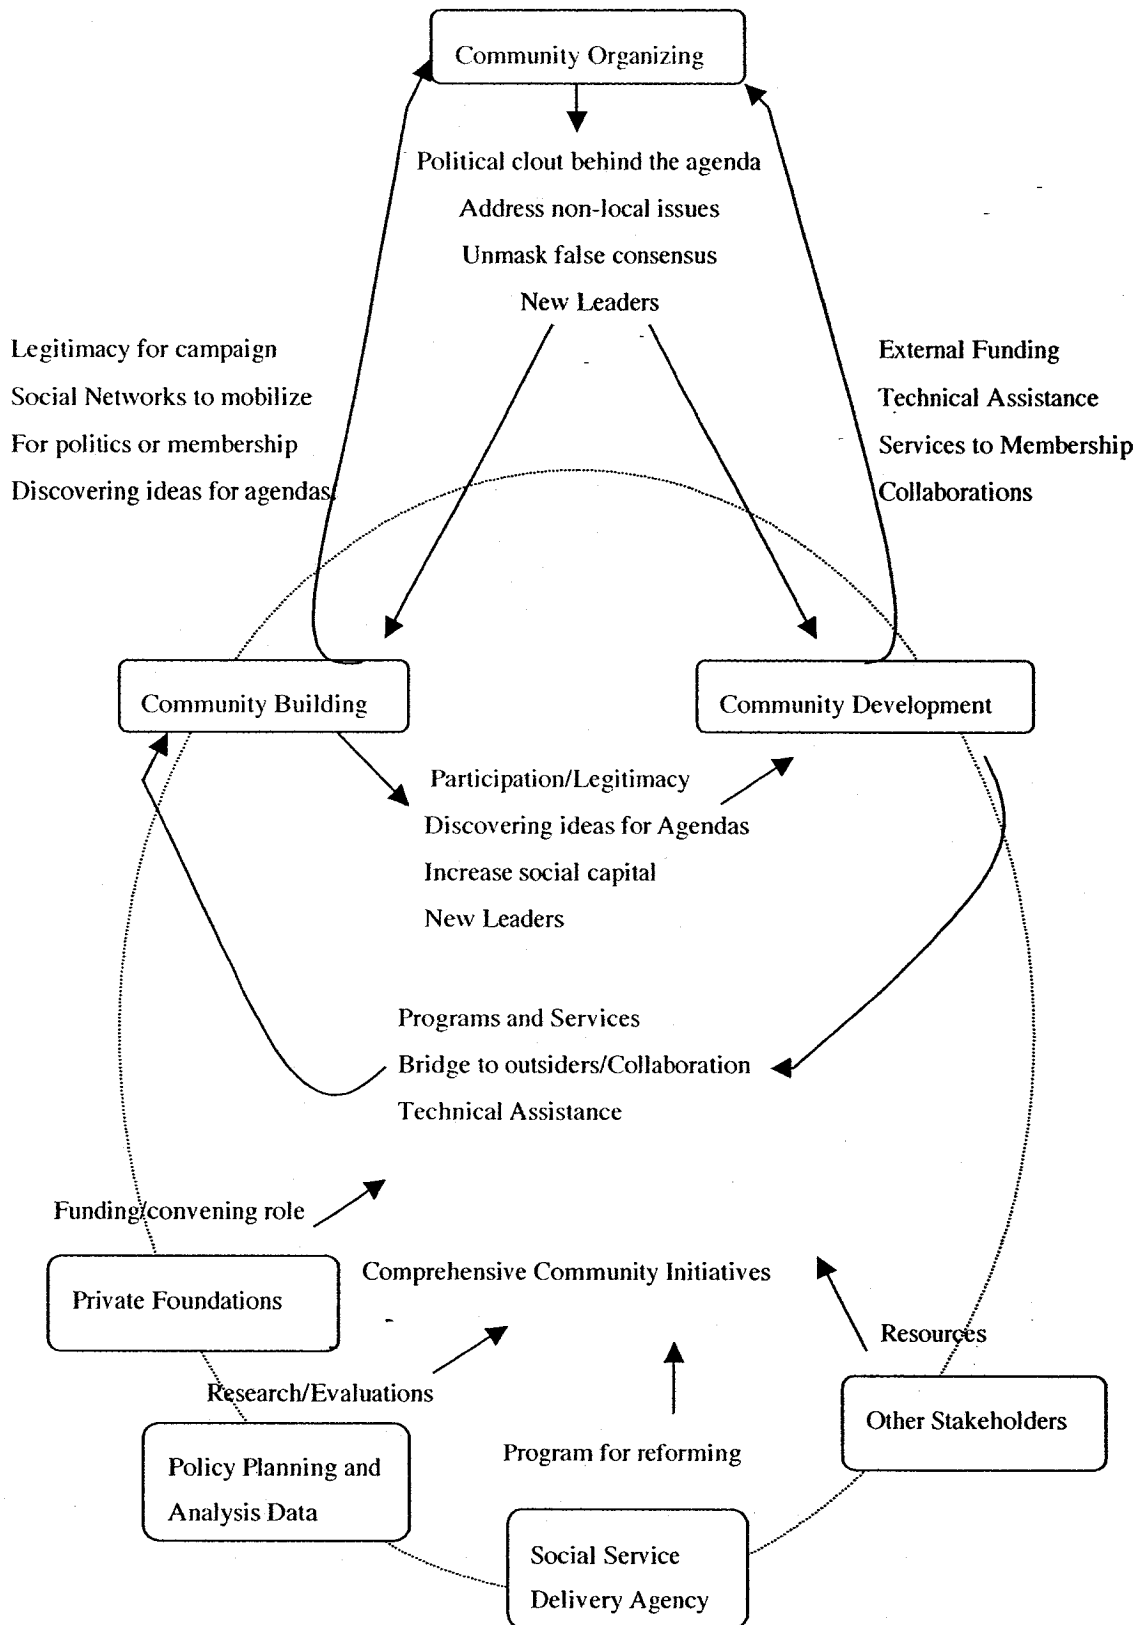 Community Organizing
Political clout behind the agenda
Address non-local issues
Unmask false consensus
New Leaders
Legitimacy for campaign
Social Networks to mobilize
For politics or membership
Discovering ideas for agendas
External Funding
Technical Assistance
Services to Membership
Collaborations
Community Building
Community Development
Participation/Legitimacy
Discovering ideas for Agendas
Increase social capital
New Leaders
Programs and Services
Bridge to outsiders/Collaboration
Technical Assistance
Funding/convening role
Private Foundations
Comprehensive Community Initiatives
Resources
Research/Evaluations
Other Stakeholders
Policy Planning and
Analysis Data
Program for reforming
Social Service
Delivery Agency